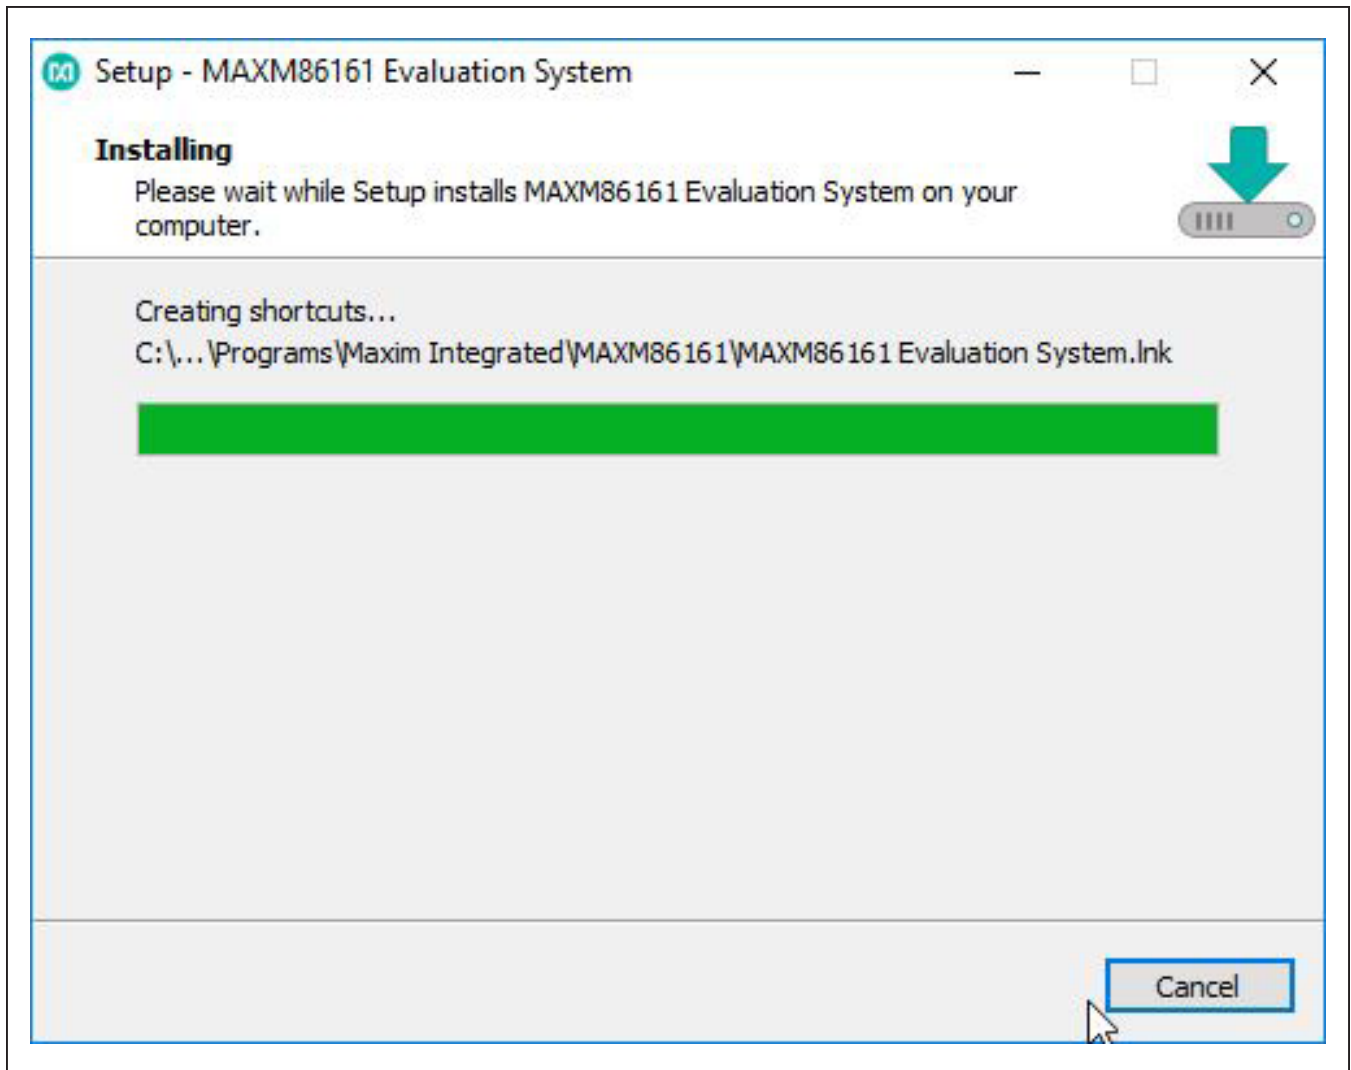 Setup - MAXM86161 Evaluation System
Installing
Please wait while Setup installs MAXM86161 Evaluation System on your
computer.
Creating shortcuts...
C:\...\Programs\Maxim Integrated\MAXM86161\MAXM86161 Evaluation System.lnk
Cancel